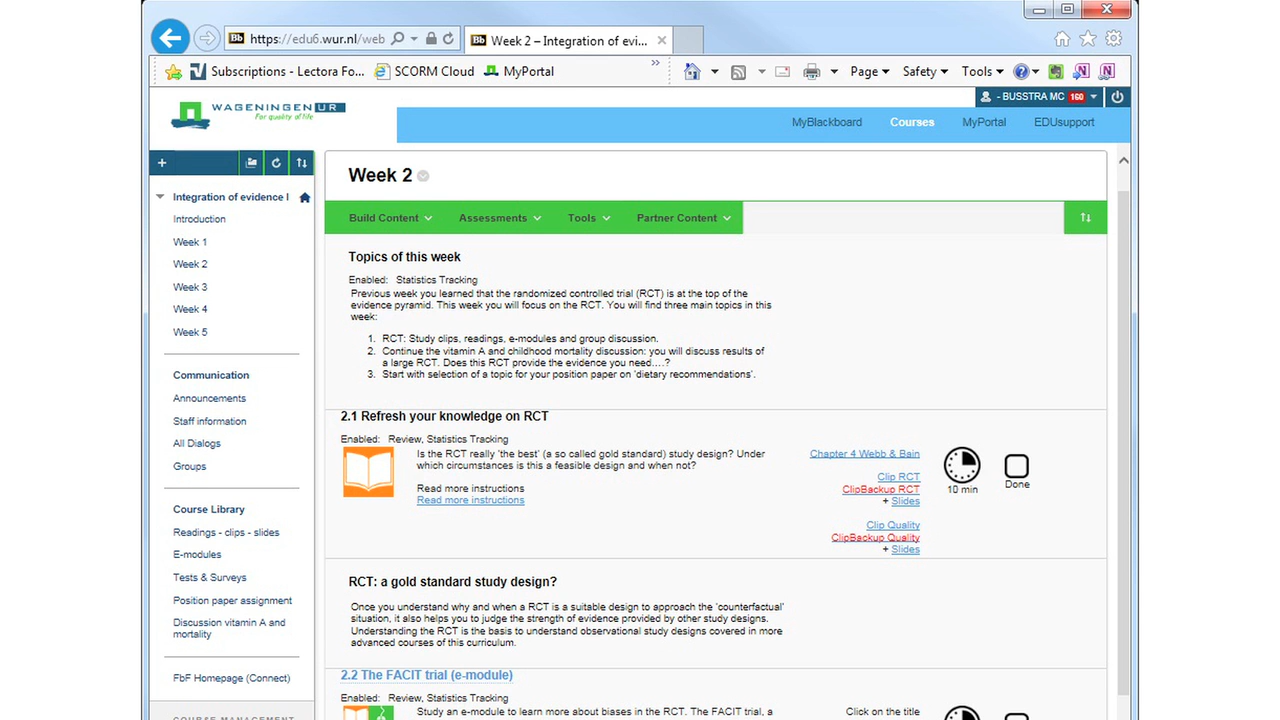 Bb https://edu6.wur.nl/web
Bb Week 2 – Integration of evi...
Subscriptions - Lectora Fo...
SCORM Cloud
MyPortal
Page
Safety
Tools
WAGENINGEN UR
For quality of life
- BUSSTRA MC 160
MyBlackboard
Courses
MyPortal
EDUsupport
Integration of evidence I
Introduction
Week 1
Week 2
Week 3
Week 4
Week 5
Communication
Announcements
Staff information
All Dialogs
Groups
Course Library
Readings - clips - slides
E-modules
Tests & Surveys
Position paper assignment
Discussion vitamin A and
mortality
FbF Homepage (Connect)
COURSE MANAGEMENT
Week 2
Build Content
Assessments
Tools
Partner Content
Topics of this week
Enabled: Statistics Tracking
Previous week you learned that the randomized controlled trial (RCT) is at the top of the
evidence pyramid. This week you will focus on the RCT. You will find three main topics in this
week:
1. RCT: Study clips, readings, e-modules and group discussion.
2. Continue the vitamin A and childhood mortality discussion: you will discuss results of
a large RCT. Does this RCT provide the evidence you need....?
3. Start with selection of a topic for your position paper on 'dietary recommendations'.
2.1 Refresh your knowledge on RCT
Enabled: Review, Statistics Tracking
Is the RCT really 'the best' (a so called gold standard) study design? Under
which circumstances is this a feasible design and when not?
Read more instructions
Read more instructions
Chapter 4 Webb & Bain
Clip RCT
ClipBackup RCT
+ Slides
Clip Quality
ClipBackup Quality
+ Slides
10 min
Done
RCT: a gold standard study design?
Once you understand why and when a RCT is a suitable design to approach the 'counterfactual'
situation, it also helps you to judge the strength of evidence provided by other study designs.
Understanding the RCT is the basis to understand observational study designs covered in more
advanced courses of this curriculum.
2.2 The FACIT trial (e-module)
Enabled: Review, Statistics Tracking
Study an e-module to learn more about biases in the RCT. The FACIT trial, a
Click on the title